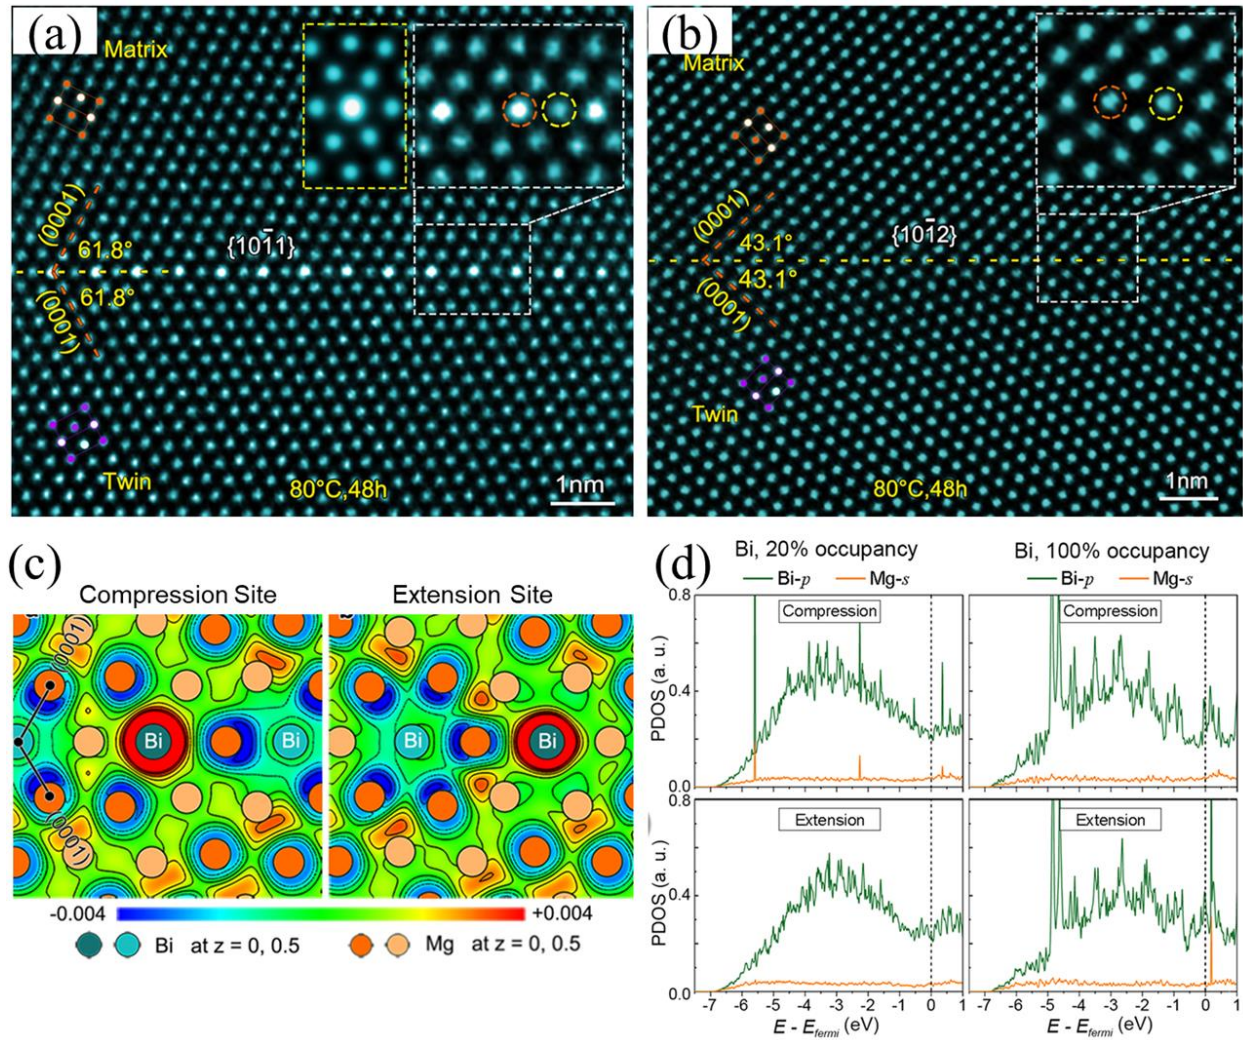 (a)
Matrix
(0001)
61.8°
{101̄1}
61.8°
(0001)
Twin
80°C,48h
1nm
(b)
Matrix
(0001)
43.1°
{101̄2}
43.1°
(0001)
Twin
80°C,48h
1nm
(c)
Compression Site
Extension Site
(0001)
Bi
Bi
Bi
Bi
(0001)
-0.004
+0.004
Bi at z = 0, 0.5
Mg at z = 0, 0.5
(d)
Bi, 20% occupancy
Bi, 100% occupancy
Bi-p Mg-s
Bi-p Mg-s
0.8
Compression
Compression
PDOS (a. u.)
0.4
0.0
0.8
Extension
Extension
PDOS (a. u.)
0.4
0.0
-7 -6 -5 -4 -3 -2 -1 0 1
-7 -6 -5 -4 -3 -2 -1 0 1
E - Efermi (eV)
E - Efermi (eV)